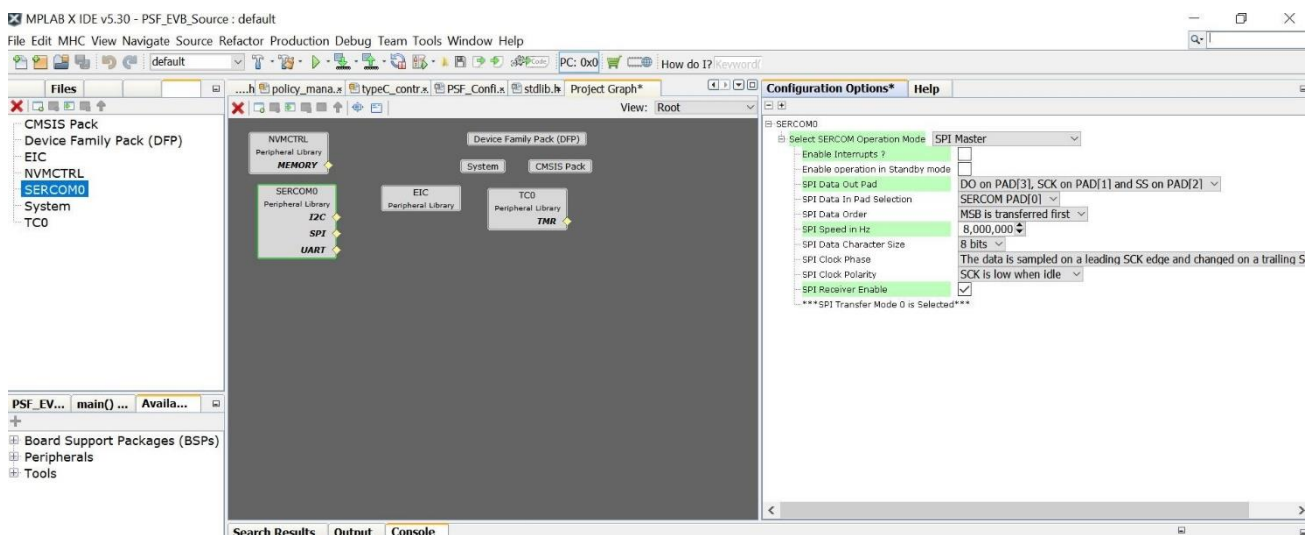 MPLAB X IDE v5.30 - PSF_EVB_Source : default
File Edit MHC View Navigate Source Refactor Production Debug Team Tools Window Help
default
PC: 0x0
How do I?
Files
CMSIS Pack
Device Family Pack (DFP)
EIC
NVMCTRL
SERCOM0
System
TC0
PSF_EV... main() ... Availa...
Board Support Packages (BSPs)
Peripherals
Tools
....h policy_mana... typeC_contr... PSF_Confi... stdlib.h Project Graph*
View: Root
NVMCTRL
Peripheral Library
MEMORY
Device Family Pack (DFP)
System CMSIS Pack
SERCOM0
Peripheral Library
I2C
SPI
UART
EIC
Peripheral Library
TC0
Peripheral Library
TMR
Search Results Output Console
Configuration Options* Help
SERCOM0
Select SERCOM Operation Mode SPI Master
Enable Interrupts ?
Enable operation in Standby mode
SPI Data Out Pad DO on PAD[3], SCK on PAD[1] and SS on PAD[2]
SPI Data In Pad Selection SERCOM PAD[0]
SPI Data Order MSB is transferred first
SPI Speed in Hz 8,000,000
SPI Data Character Size 8 bits
SPI Clock Phase The data is sampled on a leading SCK edge and changed on a trailing S
SPI Clock Polarity SCK is low when idle
SPI Receiver Enable
***SPI Transfer Mode 0 is Selected***